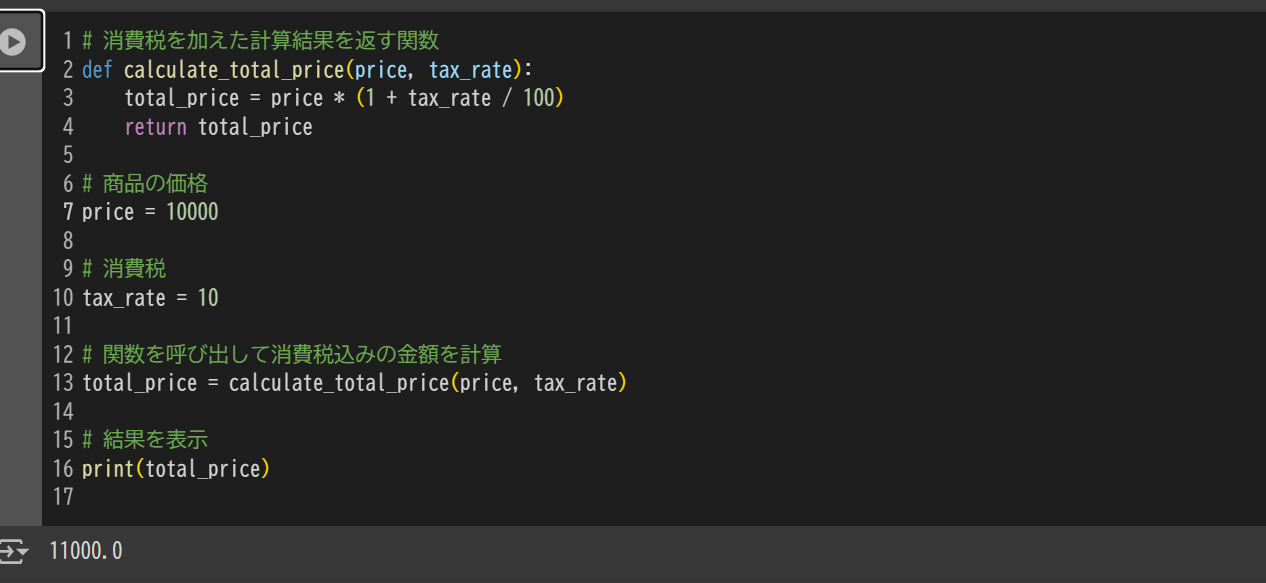 1 # 消費税を加えた計算結果を返す関数
2 def calculate_total_price(price, tax_rate):
3     total_price = price * (1 + tax_rate / 100)
4     return total_price
5
6 # 商品の価格
7 price = 10000
8
9 # 消費税
10 tax_rate = 10
11
12 # 関数を呼び出して消費税込みの金額を計算
13 total_price = calculate_total_price(price, tax_rate)
14
15 # 結果を表示
16 print(total_price)
17
11000.0